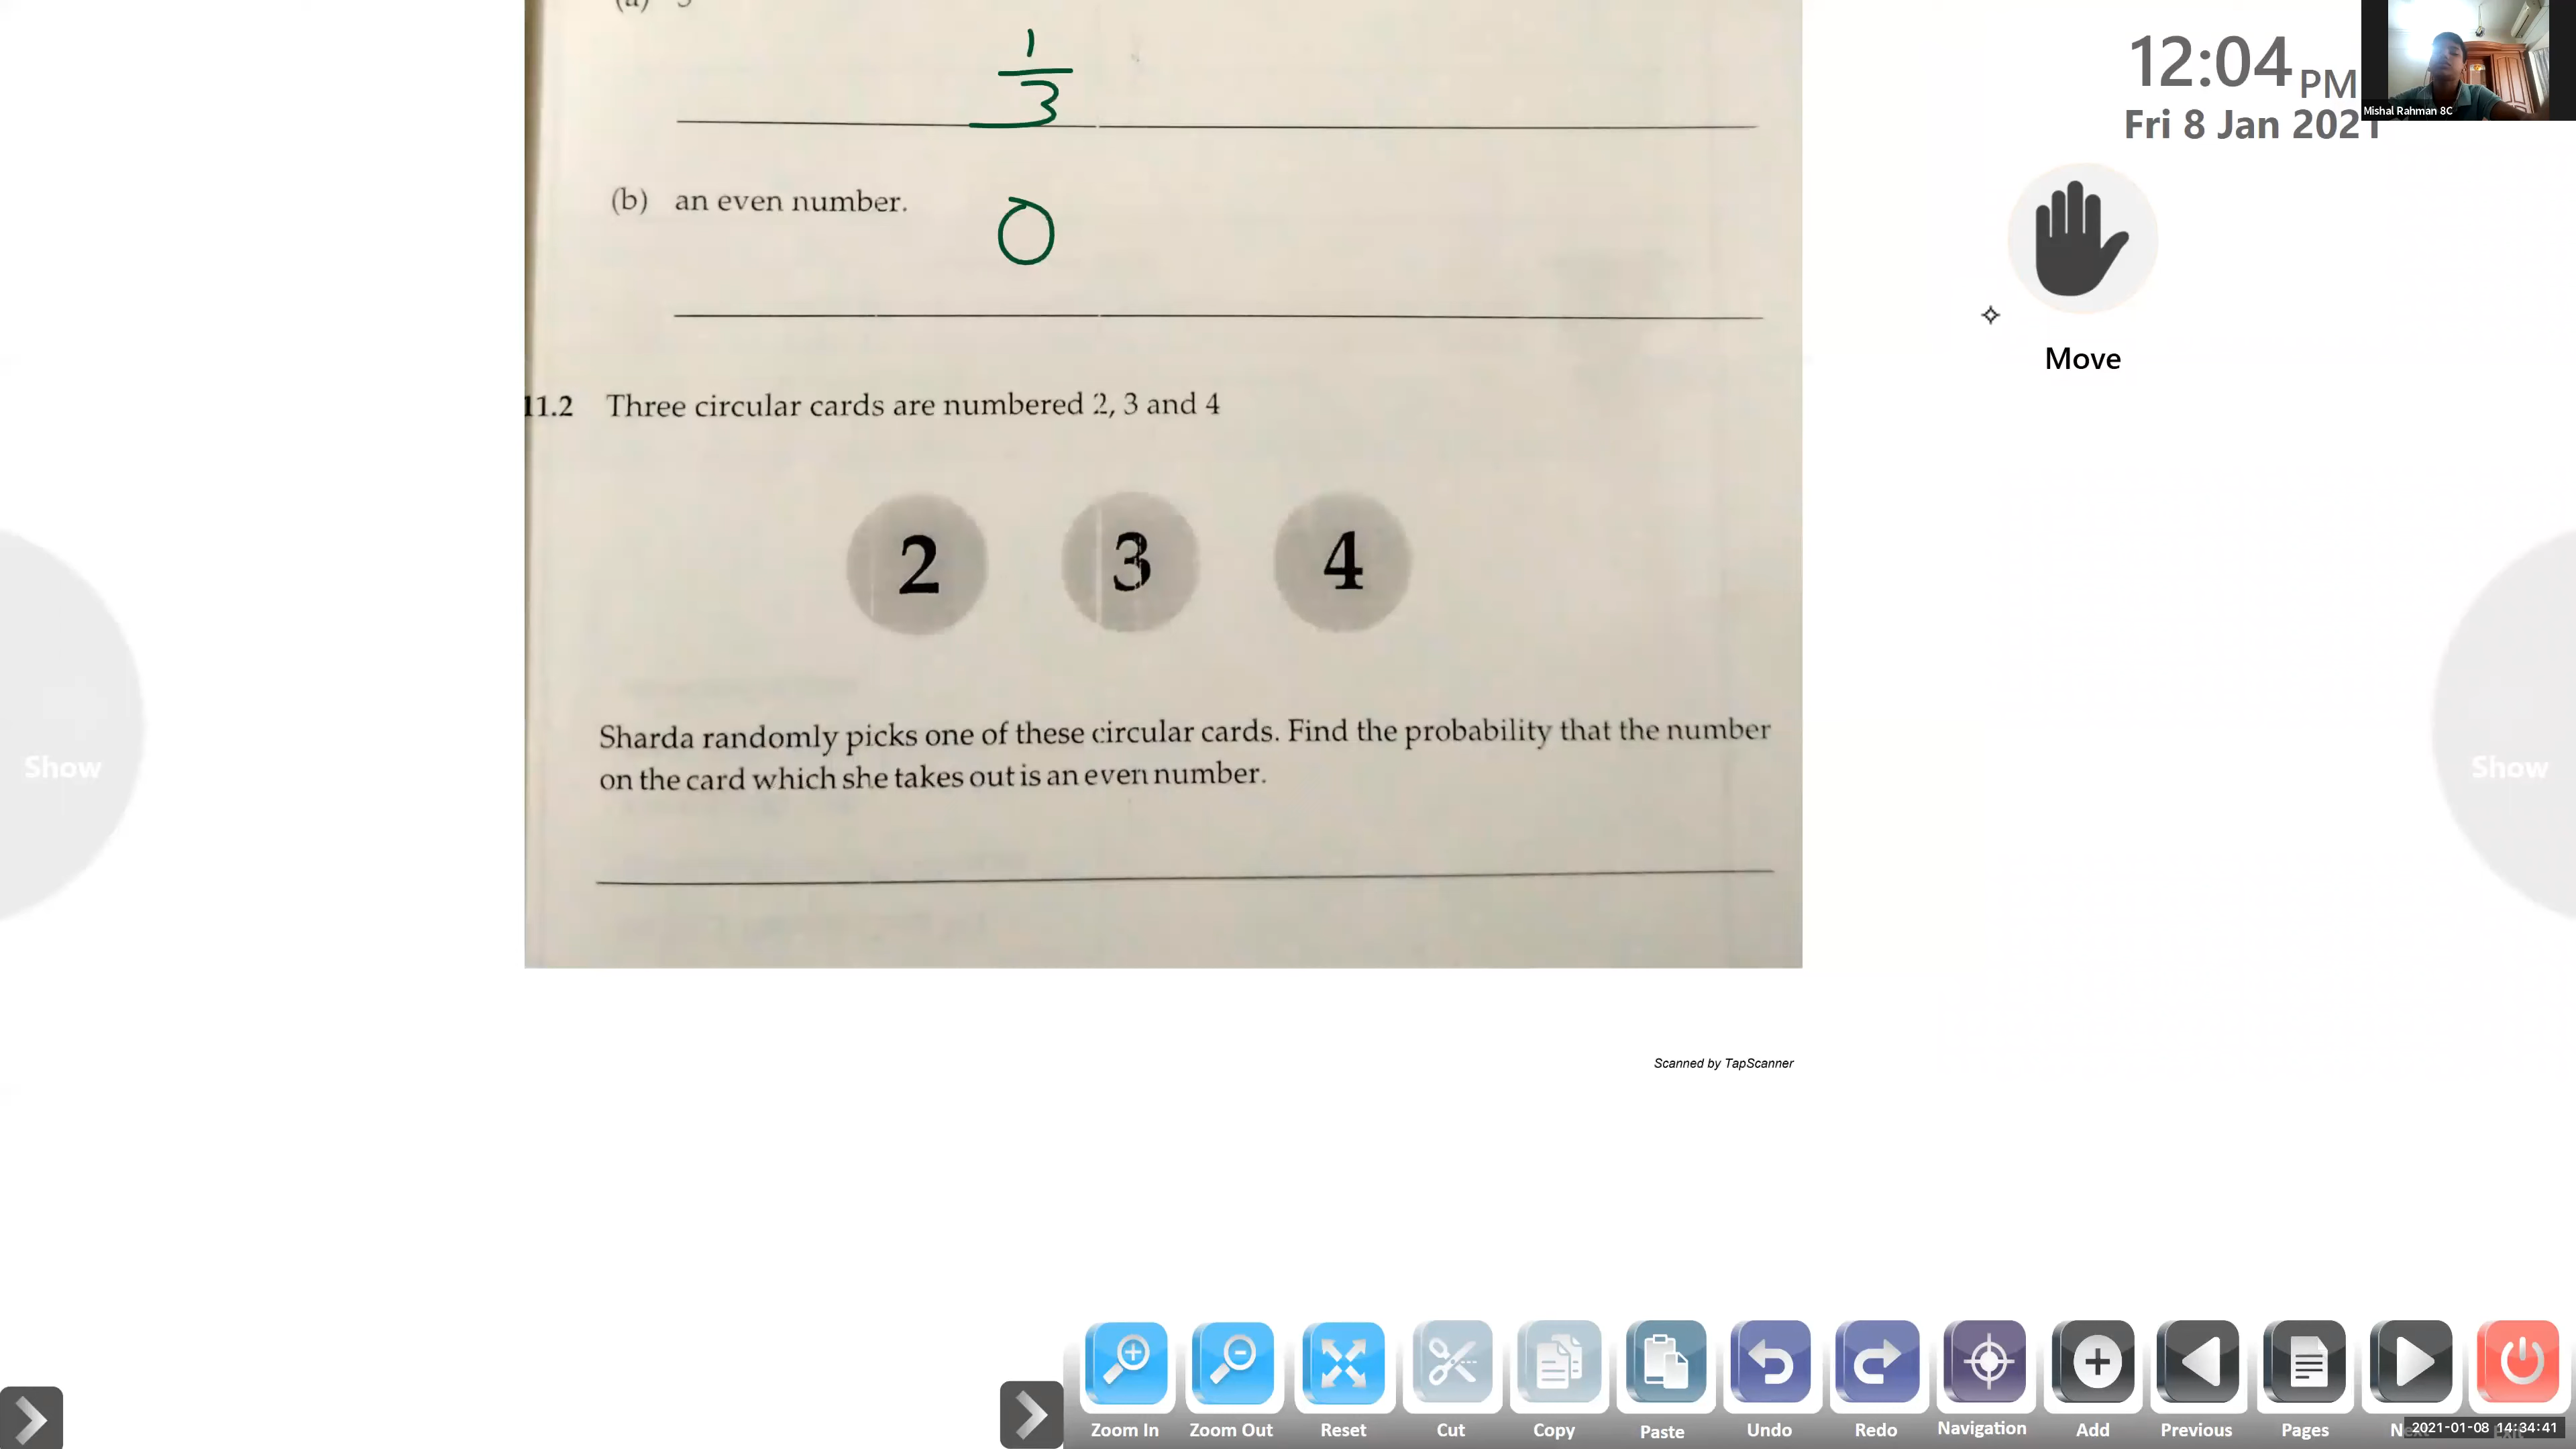 (a) 3
1
3
12:04 PM
Fri 8 Jan 2021
Mishal Rahman 8C
(b) an even number.
0
Move
11.2 Three circular cards are numbered 2, 3 and 4
2 3 4
Show
Show
Sharda randomly picks one of these circular cards. Find the probability that the number
on the card which she takes out is an even number.
Scanned by TapScanner
Zoom In Zoom Out Reset Cut Copy Paste Undo Redo Navigation Add Previous Pages
2021-01-08 14:34:41